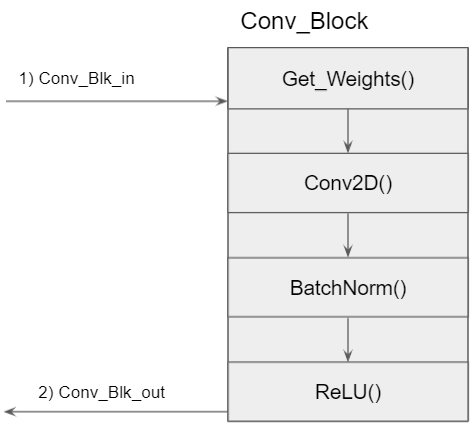 Conv_Block
1) Conv_Blk_in
Get_Weights()
Conv2D()
BatchNorm()
2) Conv_Blk_out
ReLU()